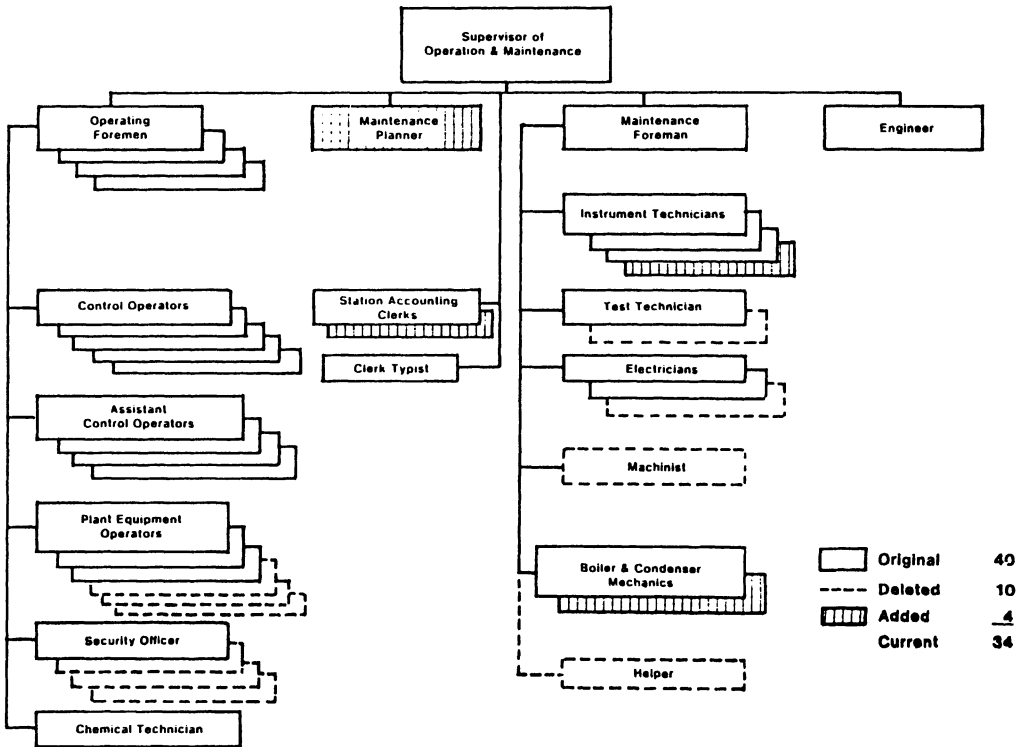 Supervisor of
Operation & Maintenance
Operating
Foremen
Maintenance
Planner
Maintenance
Foreman
Engineer
Instrument Technicians
Control Operators
Station Accounting
Clerks
Test Technician
Clerk Typist
Electricians
Assistant
Control Operators
Machinist
Plant Equipment
Operators
Boiler & Condenser
Mechanics
Security Officer
Helper
Chemical Technician
Original 40
Deleted 10
Added 4
Current 34